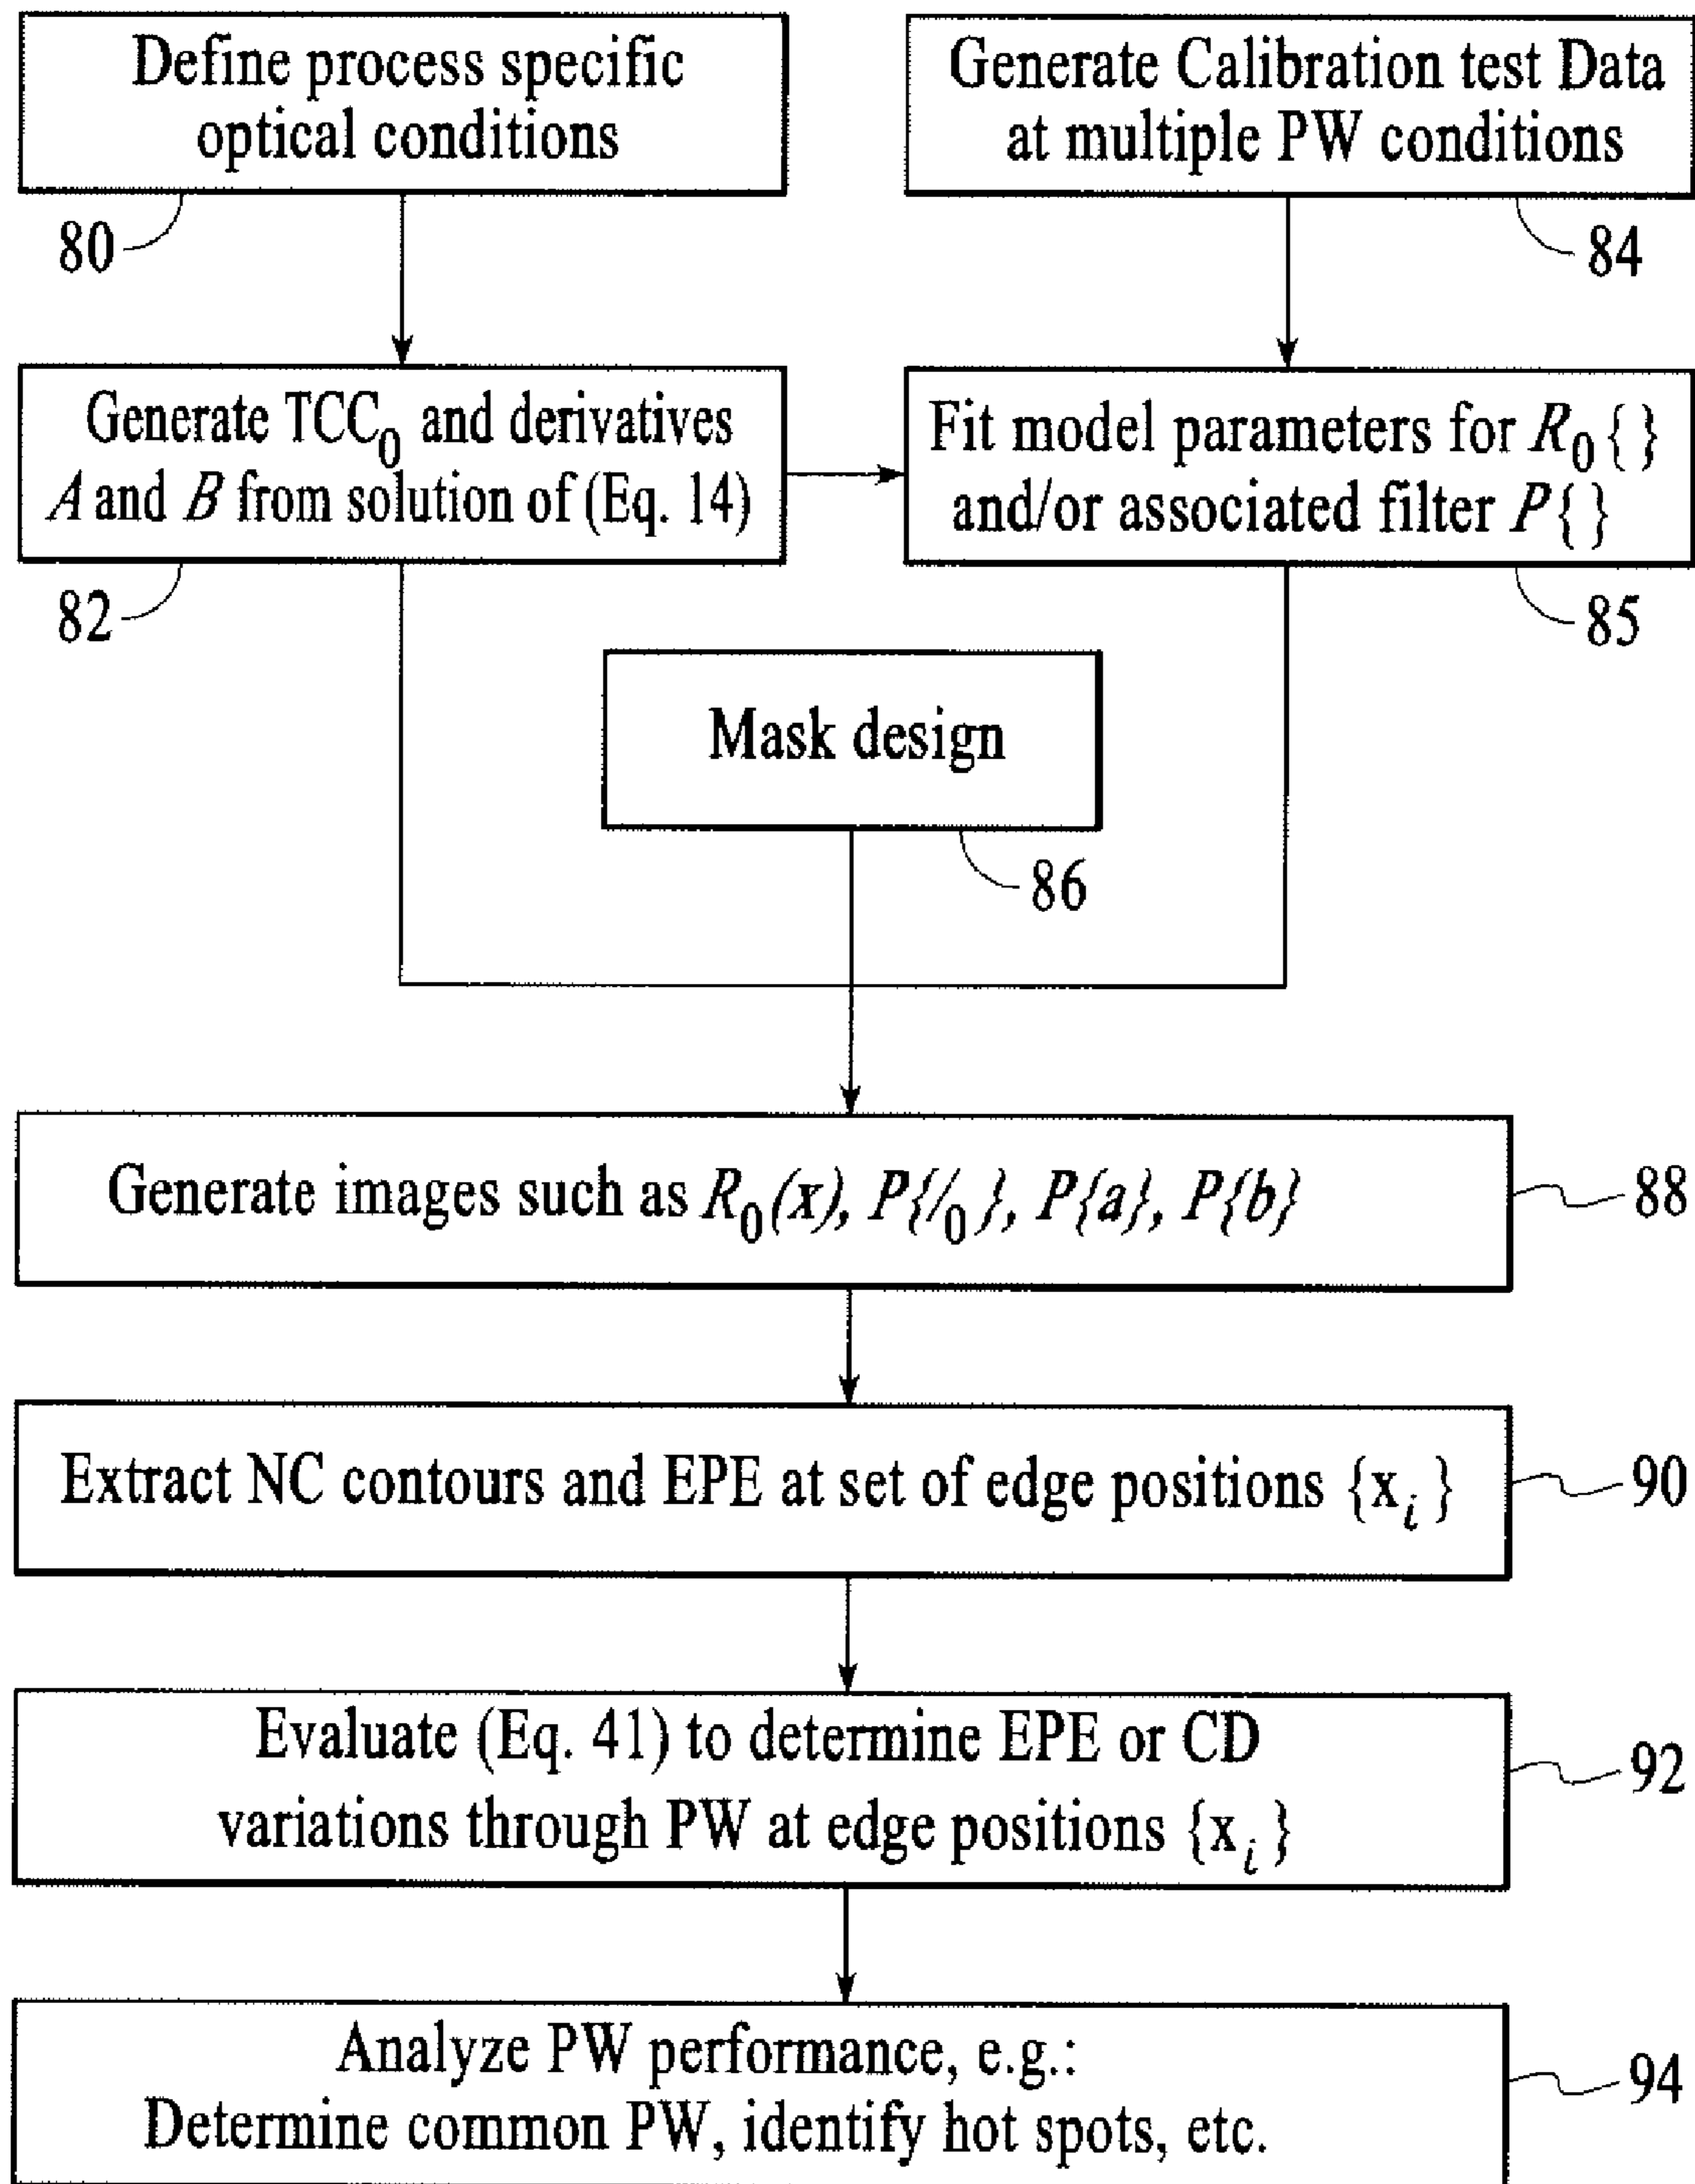 Define process specific
optical conditions
80
Generate Calibration test Data
at multiple PW conditions
84
Generate TCC₀ and derivatives
A and B from solution of (Eq. 14)
82
Fit model parameters for R₀{}
and/or associated filter P{}
85
Mask design
86
Generate images such as R₀(x), P{/₀}, P{a}, P{b}
88
Extract NC contours and EPE at set of edge positions {xᵢ}
90
Evaluate (Eq. 41) to determine EPE or CD
variations through PW at edge positions {xᵢ}
92
Analyze PW performance, e.g.:
Determine common PW, identify hot spots, etc.
94